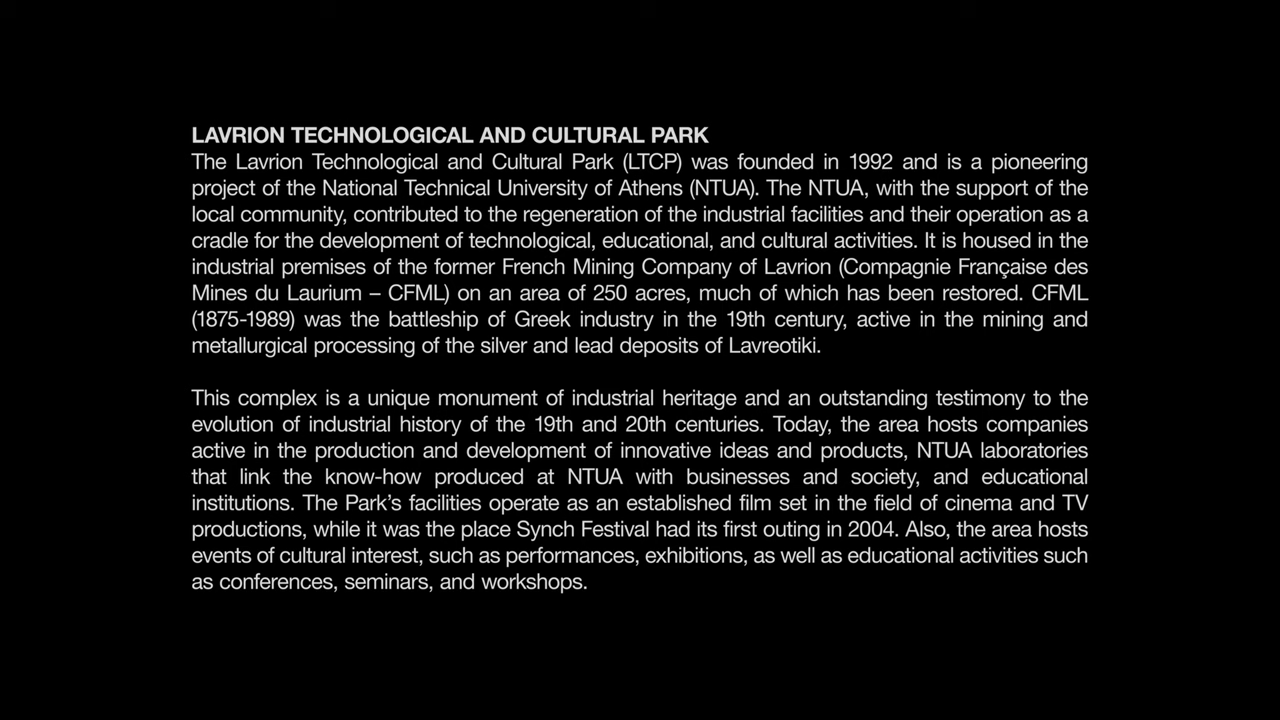 LAVRION TECHNOLOGICAL AND CULTURAL PARK
The Lavrion Technological and Cultural Park (LTCP) was founded in 1992 and is a pioneering
project of the National Technical University of Athens (NTUA). The NTUA, with the support of the
local community, contributed to the regeneration of the industrial facilities and their operation as a
cradle for the development of technological, educational, and cultural activities. It is housed in the
industrial premises of the former French Mining Company of Lavrion (Compagnie Française des
Mines du Laurium – CFML) on an area of 250 acres, much of which has been restored. CFML
(1875-1989) was the battleship of Greek industry in the 19th century, active in the mining and
metallurgical processing of the silver and lead deposits of Lavreotiki.
This complex is a unique monument of industrial heritage and an outstanding testimony to the
evolution of industrial history of the 19th and 20th centuries. Today, the area hosts companies
active in the production and development of innovative ideas and products, NTUA laboratories
that link the know-how produced at NTUA with businesses and society, and educational
institutions. The Park’s facilities operate as an established film set in the field of cinema and TV
productions, while it was the place Synch Festival had its first outing in 2004. Also, the area hosts
events of cultural interest, such as performances, exhibitions, as well as educational activities such
as conferences, seminars, and workshops.